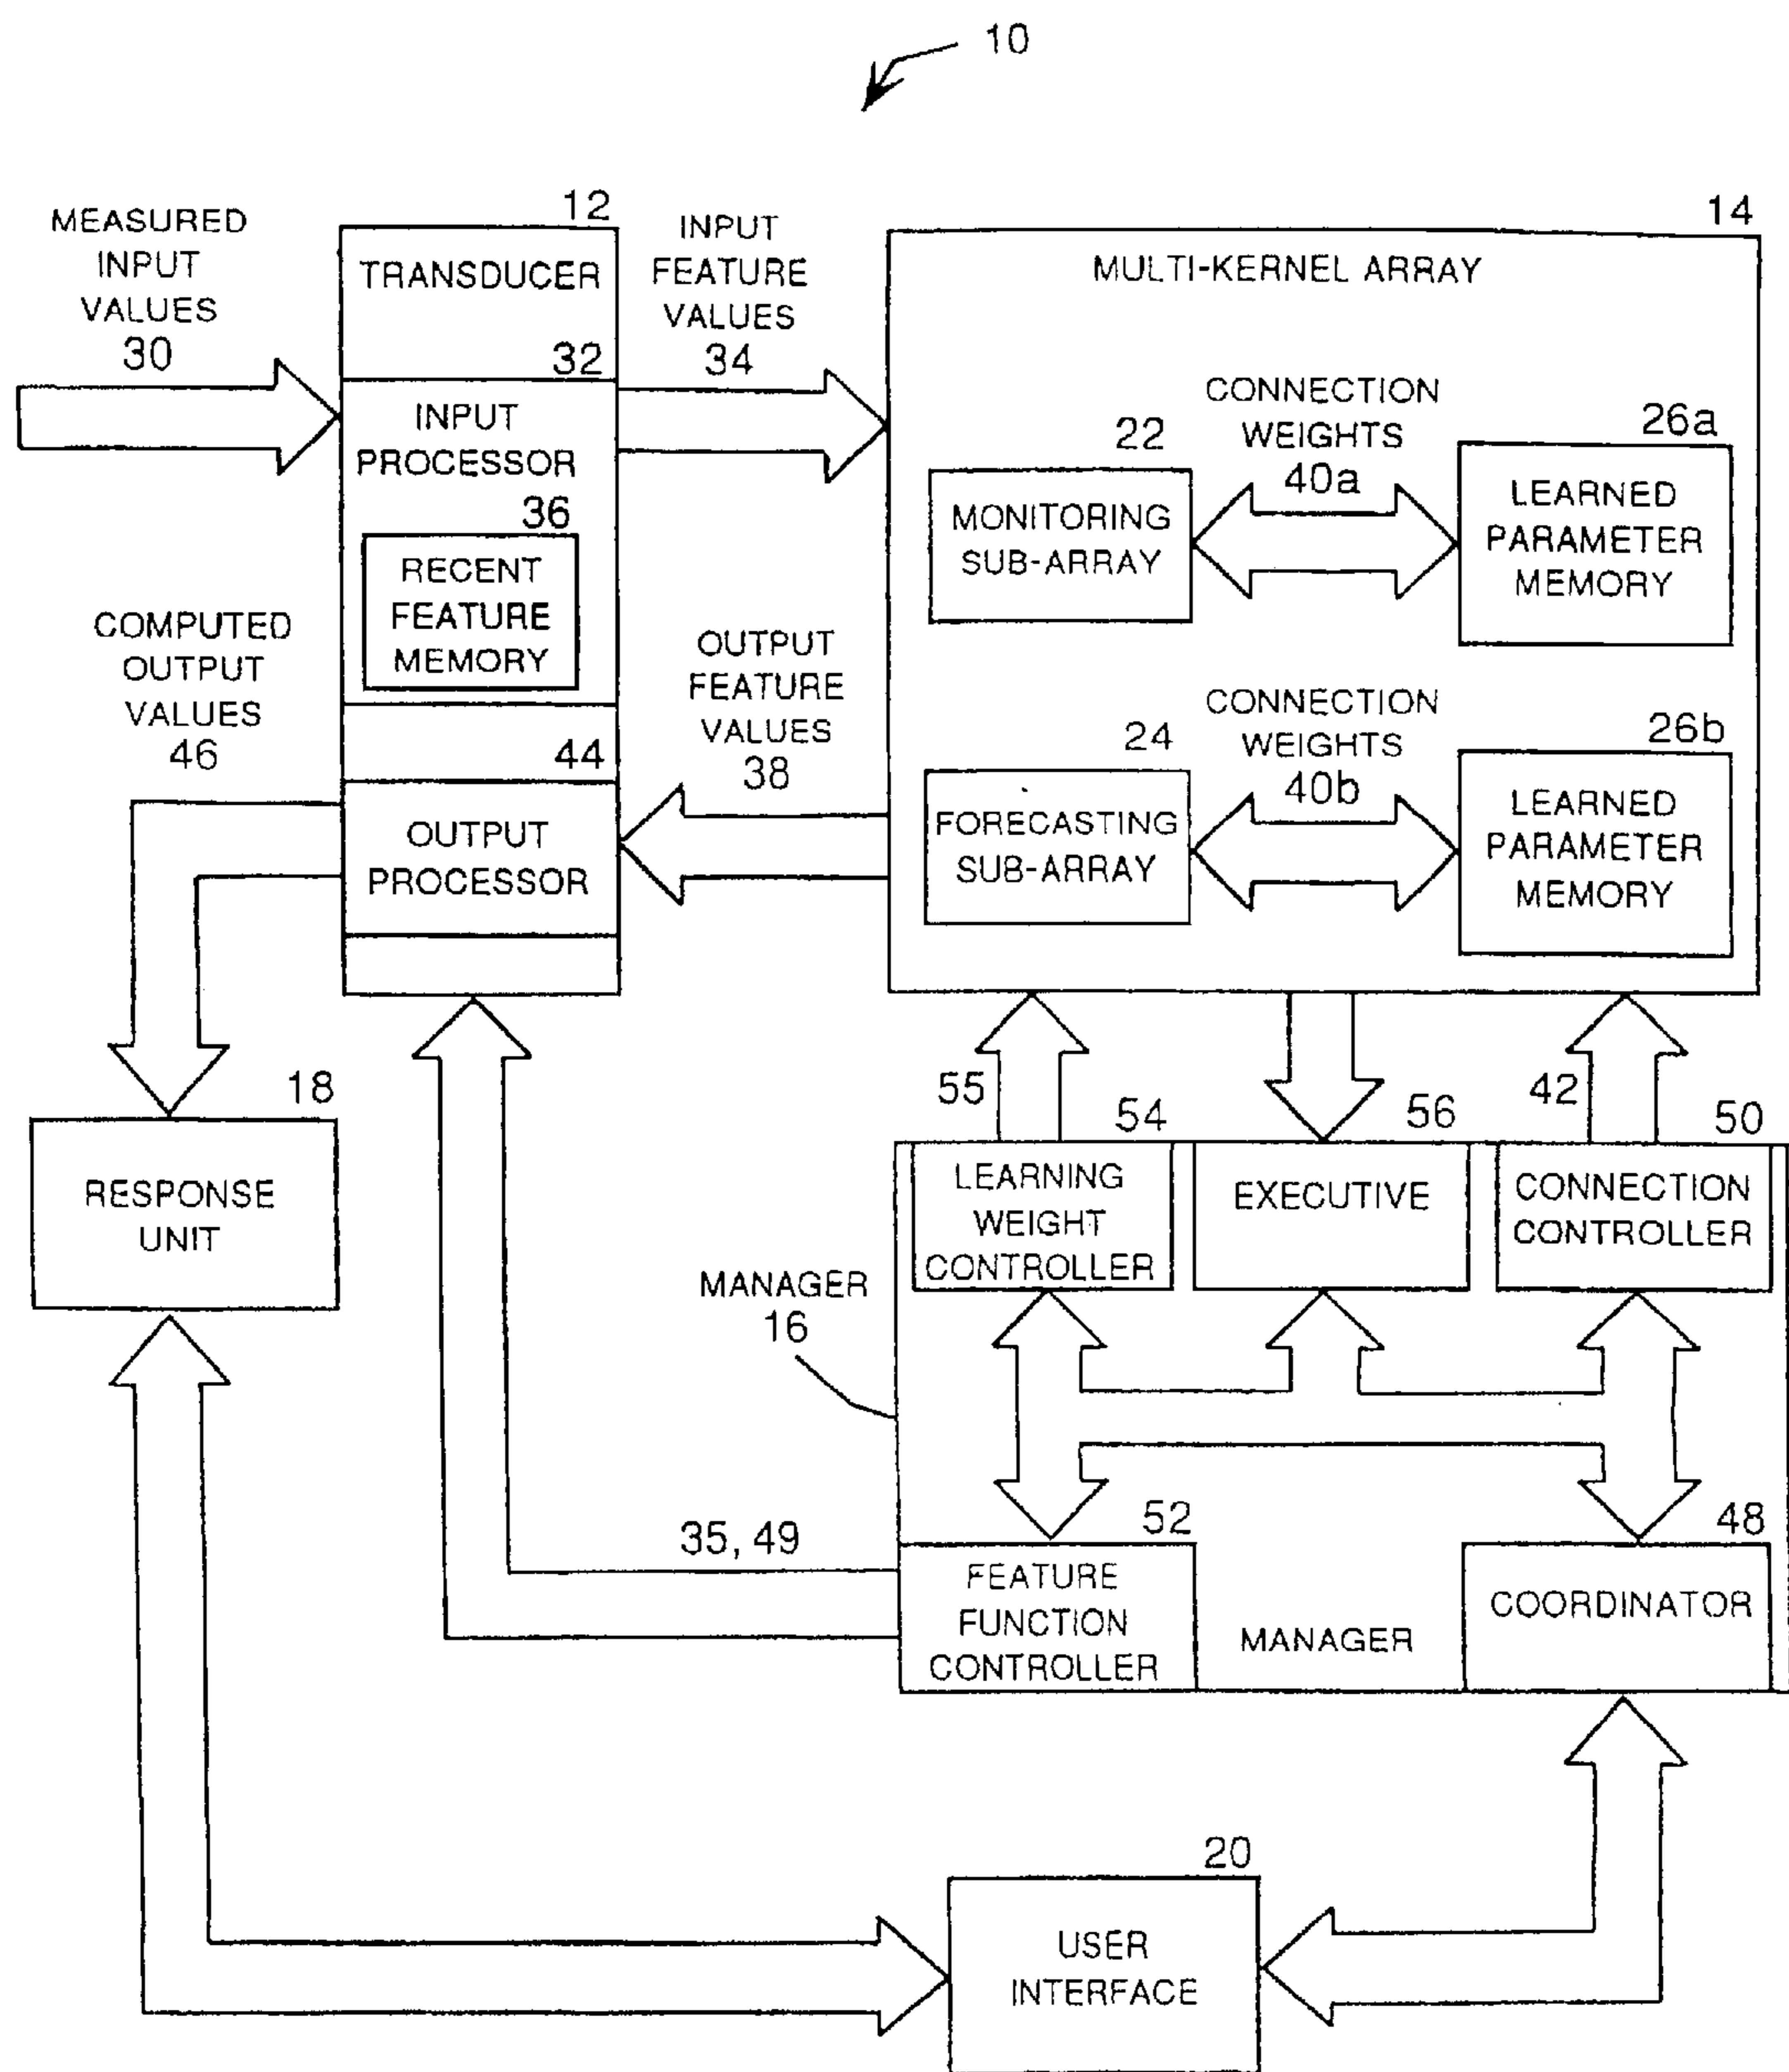 10
MEASURED
INPUT
VALUES
30
12
TRANSDUCER
32
INPUT
PROCESSOR
36
RECENT
FEATURE
MEMORY
INPUT
FEATURE
VALUES
34
14
MULTI-KERNEL ARRAY
22
MONITORING
SUB-ARRAY
CONNECTION
WEIGHTS
40a
26a
LEARNED
PARAMETER
MEMORY
COMPUTED
OUTPUT
VALUES
46
44
OUTPUT
PROCESSOR
OUTPUT
FEATURE
VALUES
38
24
FORECASTING
SUB-ARRAY
CONNECTION
WEIGHTS
40b
26b
LEARNED
PARAMETER
MEMORY
18
RESPONSE
UNIT
55
54
LEARNING
WEIGHT
CONTROLLER
56
EXECUTIVE
42
50
CONNECTION
CONTROLLER
MANAGER
16
35, 49
52
FEATURE
FUNCTION
CONTROLLER
MANAGER
48
COORDINATOR
20
USER
INTERFACE